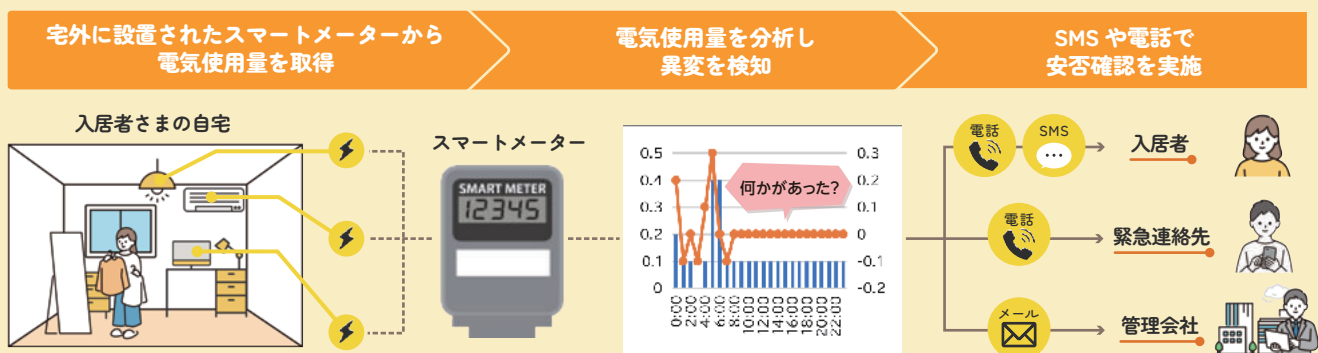 宅外に設置されたスマートメーターから
電気使用量を取得
電気使用量を分析し
異変を検知
SMS や電話で
安否確認を実施
入居者さまの自宅
スマートメーター
SMART METER
12345
0.5
0.4
0.3
0.2
0.1
0
何かがあった?
0.3
0.2
0.1
0
-0.1
-0.2
0:00
2:00
4:00
6:00
8:00
10:00
12:00
14:00
16:00
18:00
20:00
22:00
電話
SMS
入居者
電話
緊急連絡先
メール
管理会社